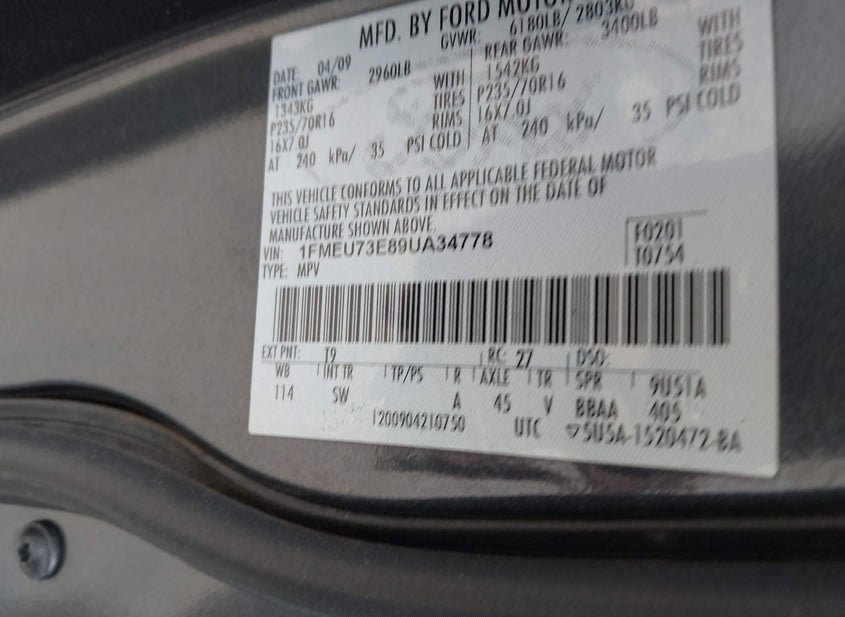 MFD. BY FORD MOTOR
GVWR: 6180LB/ 2803KG
DATE: 04/09
FRONT GAWR: 2960LB
1343KG WITH
P235/70R16 TIRES
16X7.0J RIMS
AT 240 kPa/ 35 PSI COLD
REAR GAWR: 3400LB
1542KG WITH
P235/70R16 TIRES
16X7.0J RIMS
AT 240 kPa/ 35 PSI COLD
THIS VEHICLE CONFORMS TO ALL APPLICABLE FEDERAL MOTOR
VEHICLE SAFETY STANDARDS IN EFFECT ON THE DATE OF
MANUFACTURE SHOWN ABOVE.
VIN: 1FMEU73E89UA34778
TYPE: MPV
F0201
T0754
EXT PNT: T9 RC: 27 DSO:
WB INT TR TP/PS R AXLE TR SPR 9U51A
114 SW A 45 V BBAA 405
1200904210750 UTC ▽5U5A-1520472-BA